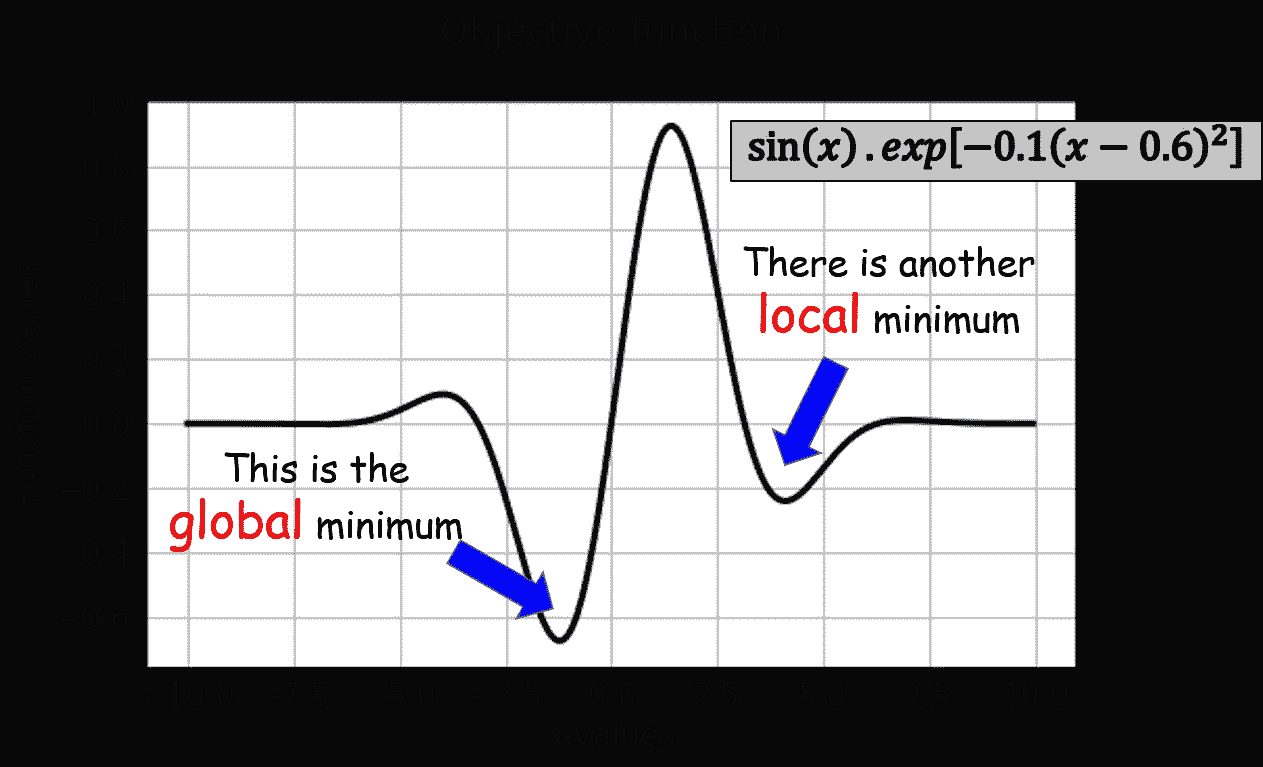 Objective function
sin(x) . exp[−0.1(x − 0.6)²]
There is another
local minimum
This is the
global minimum
-10.0 -7.5 -5.0 -2.5 0.0 2.5 5.0 7.5 10.0
x values